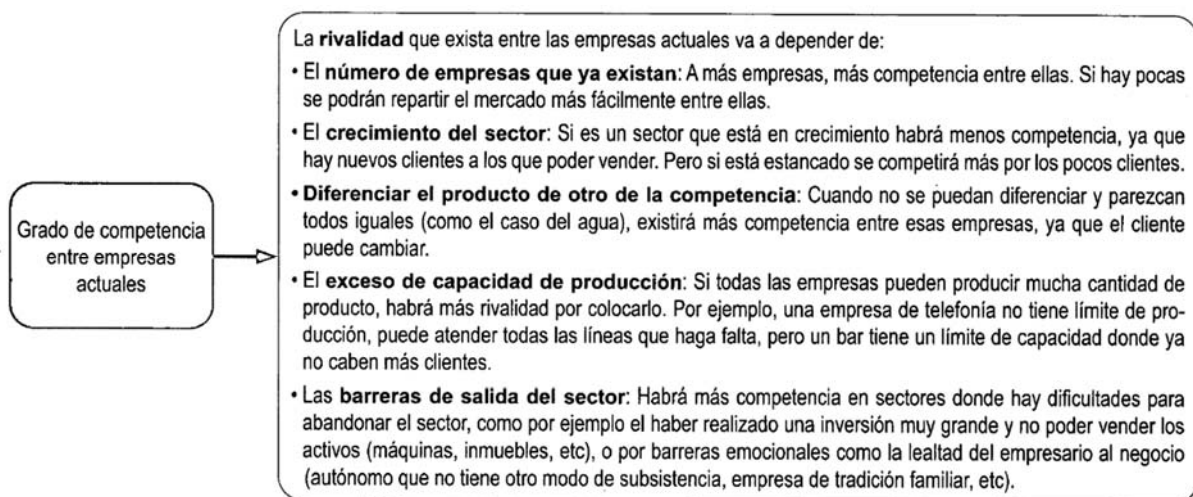 Grado de competencia
entre empresas
actuales
La rivalidad que exista entre las empresas actuales va a depender de:
• El número de empresas que ya existan: A más empresas, más competencia entre ellas. Si hay pocas
se podrán repartir el mercado más fácilmente entre ellas.
• El crecimiento del sector: Si es un sector que está en crecimiento habrá menos competencia, ya que
hay nuevos clientes a los que poder vender. Pero si está estancado se competirá más por los pocos clientes.
• Diferenciar el producto de otro de la competencia: Cuando no se puedan diferenciar y parezcan
todos iguales (como el caso del agua), existirá más competencia entre esas empresas, ya que el cliente
puede cambiar.
• El exceso de capacidad de producción: Si todas las empresas pueden producir mucha cantidad de
producto, habrá más rivalidad por colocarlo. Por ejemplo, una empresa de telefonía no tiene límite de pro-
ducción, puede atender todas las líneas que haga falta, pero un bar tiene un límite de capacidad donde ya
no caben más clientes.
• Las barreras de salida del sector: Habrá más competencia en sectores donde hay dificultades para
abandonar el sector, como por ejemplo el haber realizado una inversión muy grande y no poder vender los
activos (máquinas, inmuebles, etc), o por barreras emocionales como la lealtad del empresario al negocio
(autónomo que no tiene otro modo de subsistencia, empresa de tradición familiar, etc).